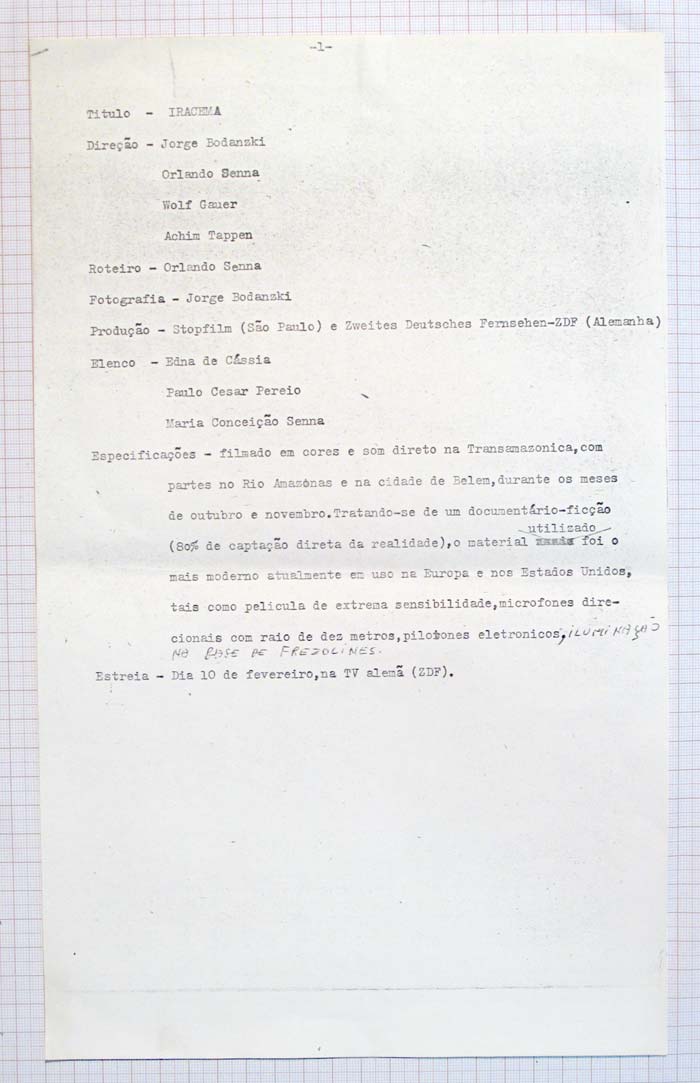 -1-
Titulo - IRACEMA
Direção - Jorge Bodanski
Orlando Senna
Wolf Gauer
Achim Tappen
Roteiro - Orlando Senna
Fotografia - Jorge Bodanski
Produção - Stopfilm (São Paulo) e Zweites Deutsches Fernsehen-ZDF (Alemanha)
Elenco - Edna de Cássia
Paulo Cesar Pereio
Maria Conceição Senna
Especificações - filmado em cores e som direto na Transamazonica,com
partes no Rio Amazônas e na cidade de Belem,durante os meses
de outubro e novembro.Tratando-se de um documentário-ficção
utilizado
(80% de captação direta da realidade),o material foi o
mais moderno atualmente em uso na Europa e nos Estados Unidos,
tais como pelicula de extrema sensibilidade,microfones dire-
cionais com raio de dez metros,pilotones eletronicos, ILUMINAÇÃO
NA BASE DE FREZOLINES.
Estreia - Dia 10 de fevereiro,na TV alemã (ZDF).